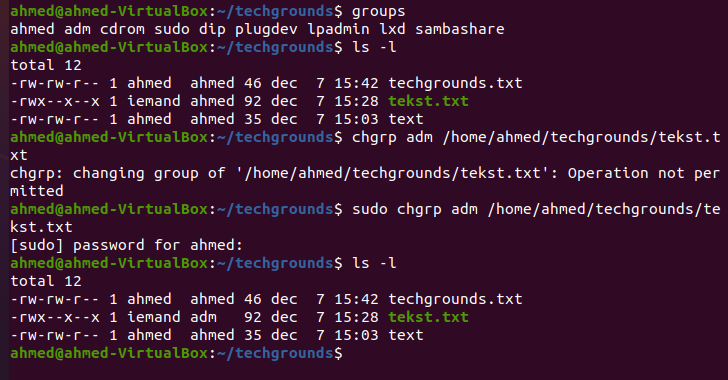 ahmed@ahmed-VirtualBox:~/techgrounds$ groups
ahmed adm cdrom sudo dip plugdev lpadmin lxd sambashare
ahmed@ahmed-VirtualBox:~/techgrounds$ ls -l
total 12
-rw-rw-r-- 1 ahmed  ahmed 46 dec  7 15:42 techgrounds.txt
-rwx--x--x 1 iemand ahmed 92 dec  7 15:28 tekst.txt
-rw-rw-r-- 1 ahmed  ahmed 35 dec  7 15:03 text
ahmed@ahmed-VirtualBox:~/techgrounds$ chgrp adm /home/ahmed/techgrounds/tekst.t
xt
chgrp: changing group of '/home/ahmed/techgrounds/tekst.txt': Operation not per
mitted
ahmed@ahmed-VirtualBox:~/techgrounds$ sudo chgrp adm /home/ahmed/techgrounds/te
kst.txt
[sudo] password for ahmed:
ahmed@ahmed-VirtualBox:~/techgrounds$ ls -l
total 12
-rw-rw-r-- 1 ahmed  ahmed 46 dec  7 15:42 techgrounds.txt
-rwx--x--x 1 iemand adm   92 dec  7 15:28 tekst.txt
-rw-rw-r-- 1 ahmed  ahmed 35 dec  7 15:03 text
ahmed@ahmed-VirtualBox:~/techgrounds$